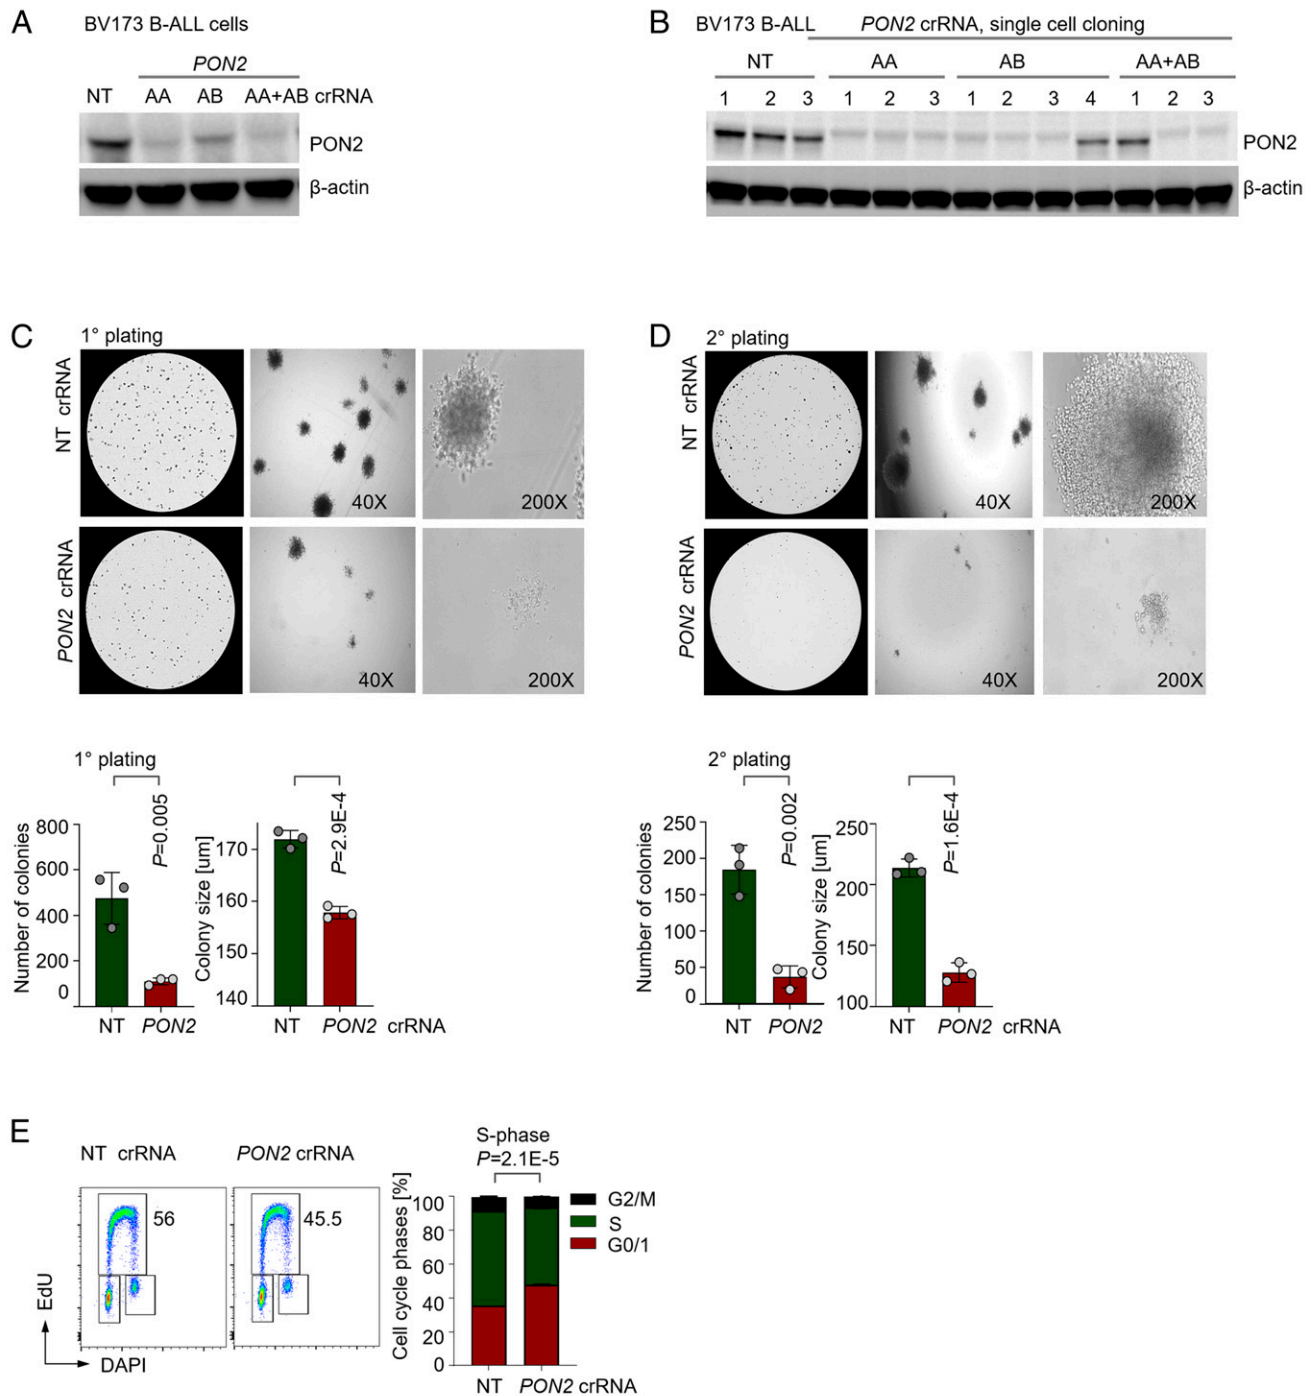 A BV173 B-ALL cells
PON2
NT AA AB AA+AB crRNA
PON2
β-actin
B BV173 B-ALL PON2 crRNA, single cell cloning
NT AA AB AA+AB
1 2 3 1 2 3 1 2 3 4 1 2 3
PON2
β-actin
C 1° plating
NT crRNA
40X
200X
PON2 crRNA
40X
200X
1° plating
Number of colonies
800
600
400
200
0
P=0.005
NT PON2
Colony size [um]
170
160
150
140
P=2.9E-4
NT PON2 crRNA
D 2° plating
NT crRNA
40X
200X
PON2 crRNA
40X
200X
2° plating
Number of colonies
250
200
150
100
50
0
P=0.002
NT PON2
Colony size [um]
250
200
150
100
P=1.6E-4
NT PON2 crRNA
E
NT crRNA
PON2 crRNA
56
45.5
EdU
DAPI
S-phase
P=2.1E-5
Cell cycle phases [%]
100
80
60
40
20
0
G2/M
S
G0/1
NT PON2 crRNA